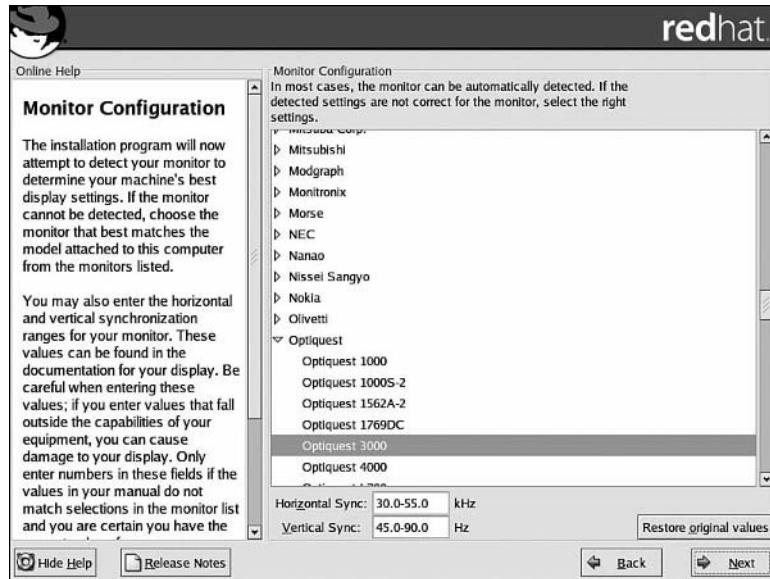 redhat.
Online Help
Monitor Configuration
The installation program will now
attempt to detect your monitor to
determine your machine's best
display settings. If the monitor
cannot be detected, choose the
monitor that best matches the
model attached to this computer
from the monitors listed.
You may also enter the horizontal
and vertical synchronization
ranges for your monitor. These
values can be found in the
documentation for your display. Be
careful when entering these
values; if you enter values that fall
outside the capabilities of your
equipment, you can cause
damage to your display. Only
enter numbers in these fields if the
values in your manual do not
match selections in the monitor list
and you are certain you have the
Monitor Configuration
In most cases, the monitor can be automatically detected. If the
detected settings are not correct for the monitor, select the right
settings.
Mitsuba Corp.
Mitsubishi
Modgraph
Monitronix
Morse
NEC
Nanao
Nissei Sangyo
Nokia
Olivetti
Optiquest
Optiquest 1000
Optiquest 1000S-2
Optiquest 1562A-2
Optiquest 1769DC
Optiquest 3000
Optiquest 4000
Horizontal Sync: 30.0-55.0 kHz
Vertical Sync: 45.0-90.0 Hz
Restore original values
Hide Help
Release Notes
Back
Next